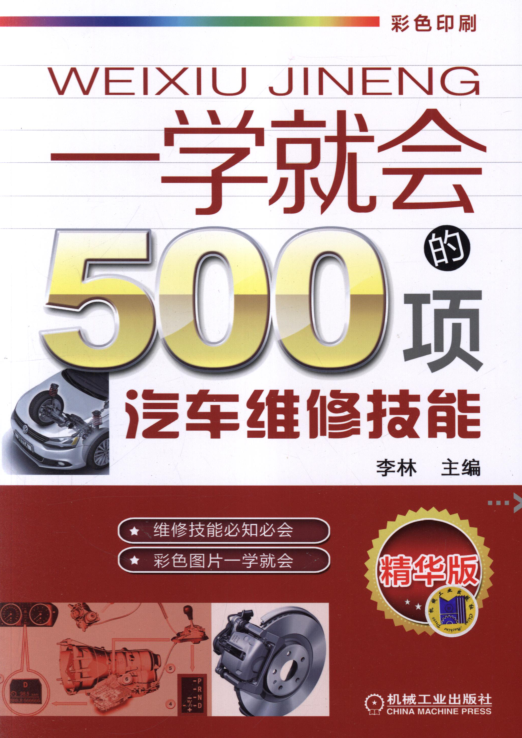 彩色印刷
WEIXIU JINENG
一学就会
500
的
项
汽车维修技能
李林 主编
维修技能必知必会
彩色图片一学就会
精华版
P
R
N
D
机械工业出版社
CHINA MACHINE PRESS